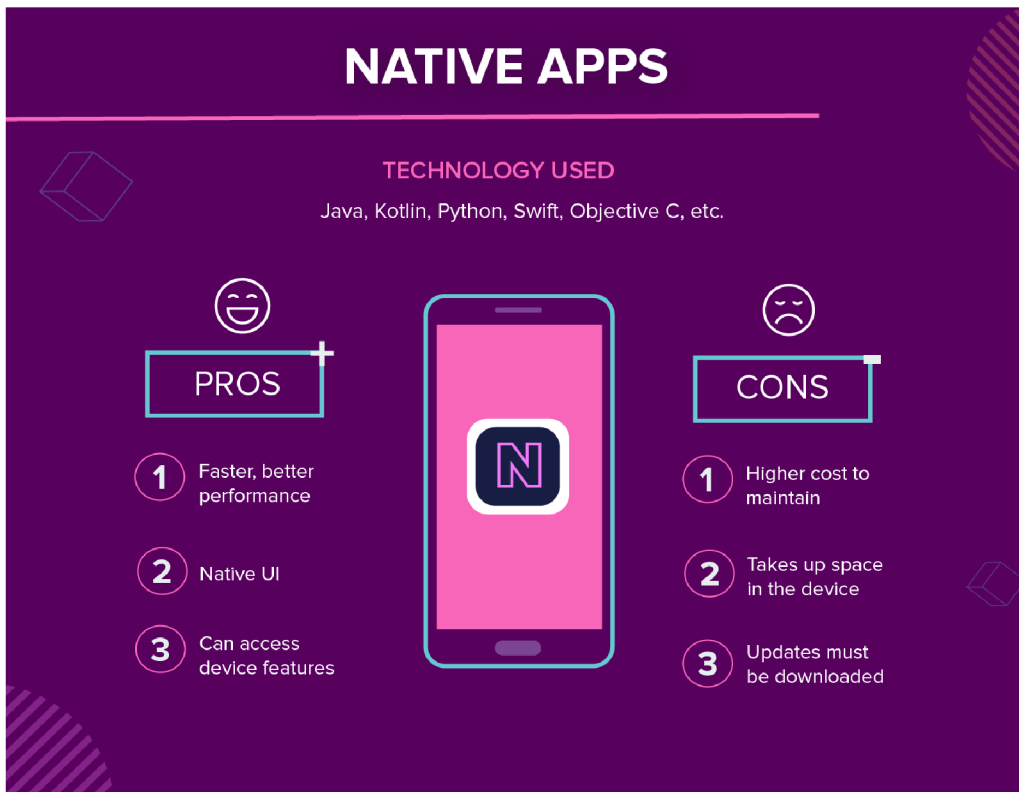 NATIVE APPS
TECHNOLOGY USED
Java, Kotlin, Python, Swift, Objective C, etc.
PROS
1
Faster, better
performance
2
Native UI
3
Can access
device features
N
CONS
1
Higher cost to
maintain
2
Takes up space
in the device
3
Updates must
be downloaded